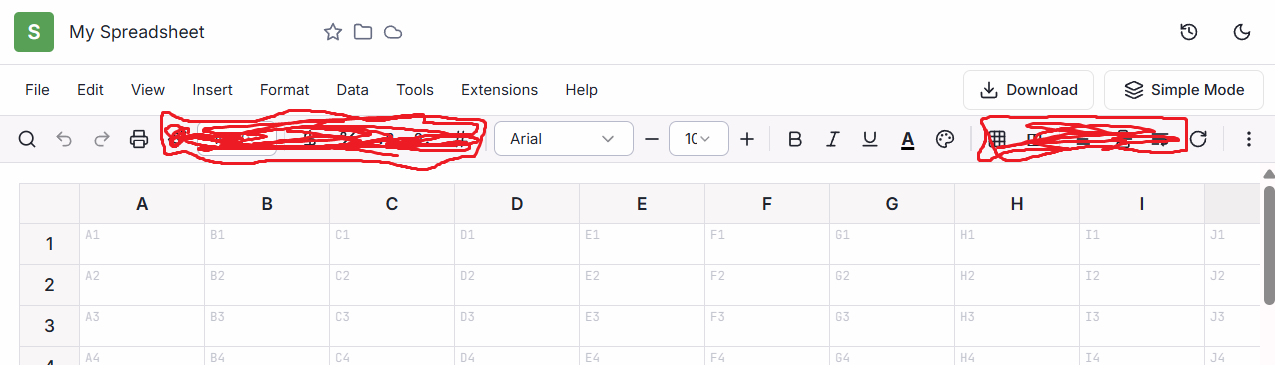 S My Spreadsheet
File Edit View Insert Format Data Tools Extensions Help Download Simple Mode
Arial 10 B I U A
A B C D E F G H I
1 A1 B1 C1 D1 E1 F1 G1 H1 I1 J1
2 A2 B2 C2 D2 E2 F2 G2 H2 I2 J2
3 A3 B3 C3 D3 E3 F3 G3 H3 I3 J3
4 A4 B4 C4 D4 E4 F4 G4 H4 I4 J4